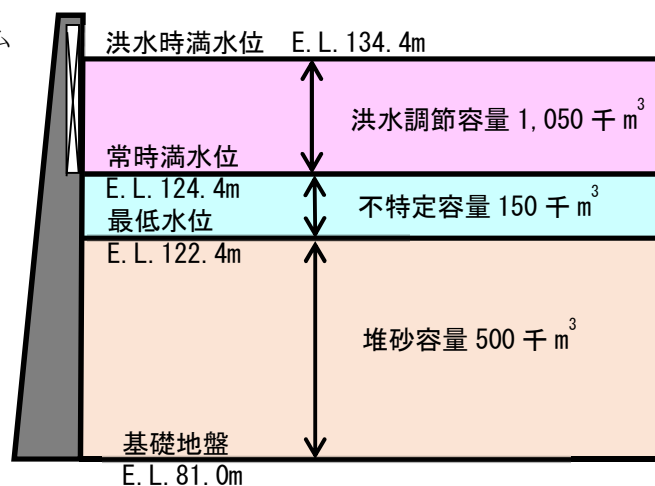 ム
洪水時満水位 E.L.134.4m
洪水調節容量 1,050 千 m³
常時満水位
E.L.124.4m
不特定容量 150 千 m³
最低水位
E.L.122.4m
堆砂容量 500 千 m³
基礎地盤
E.L.81.0m